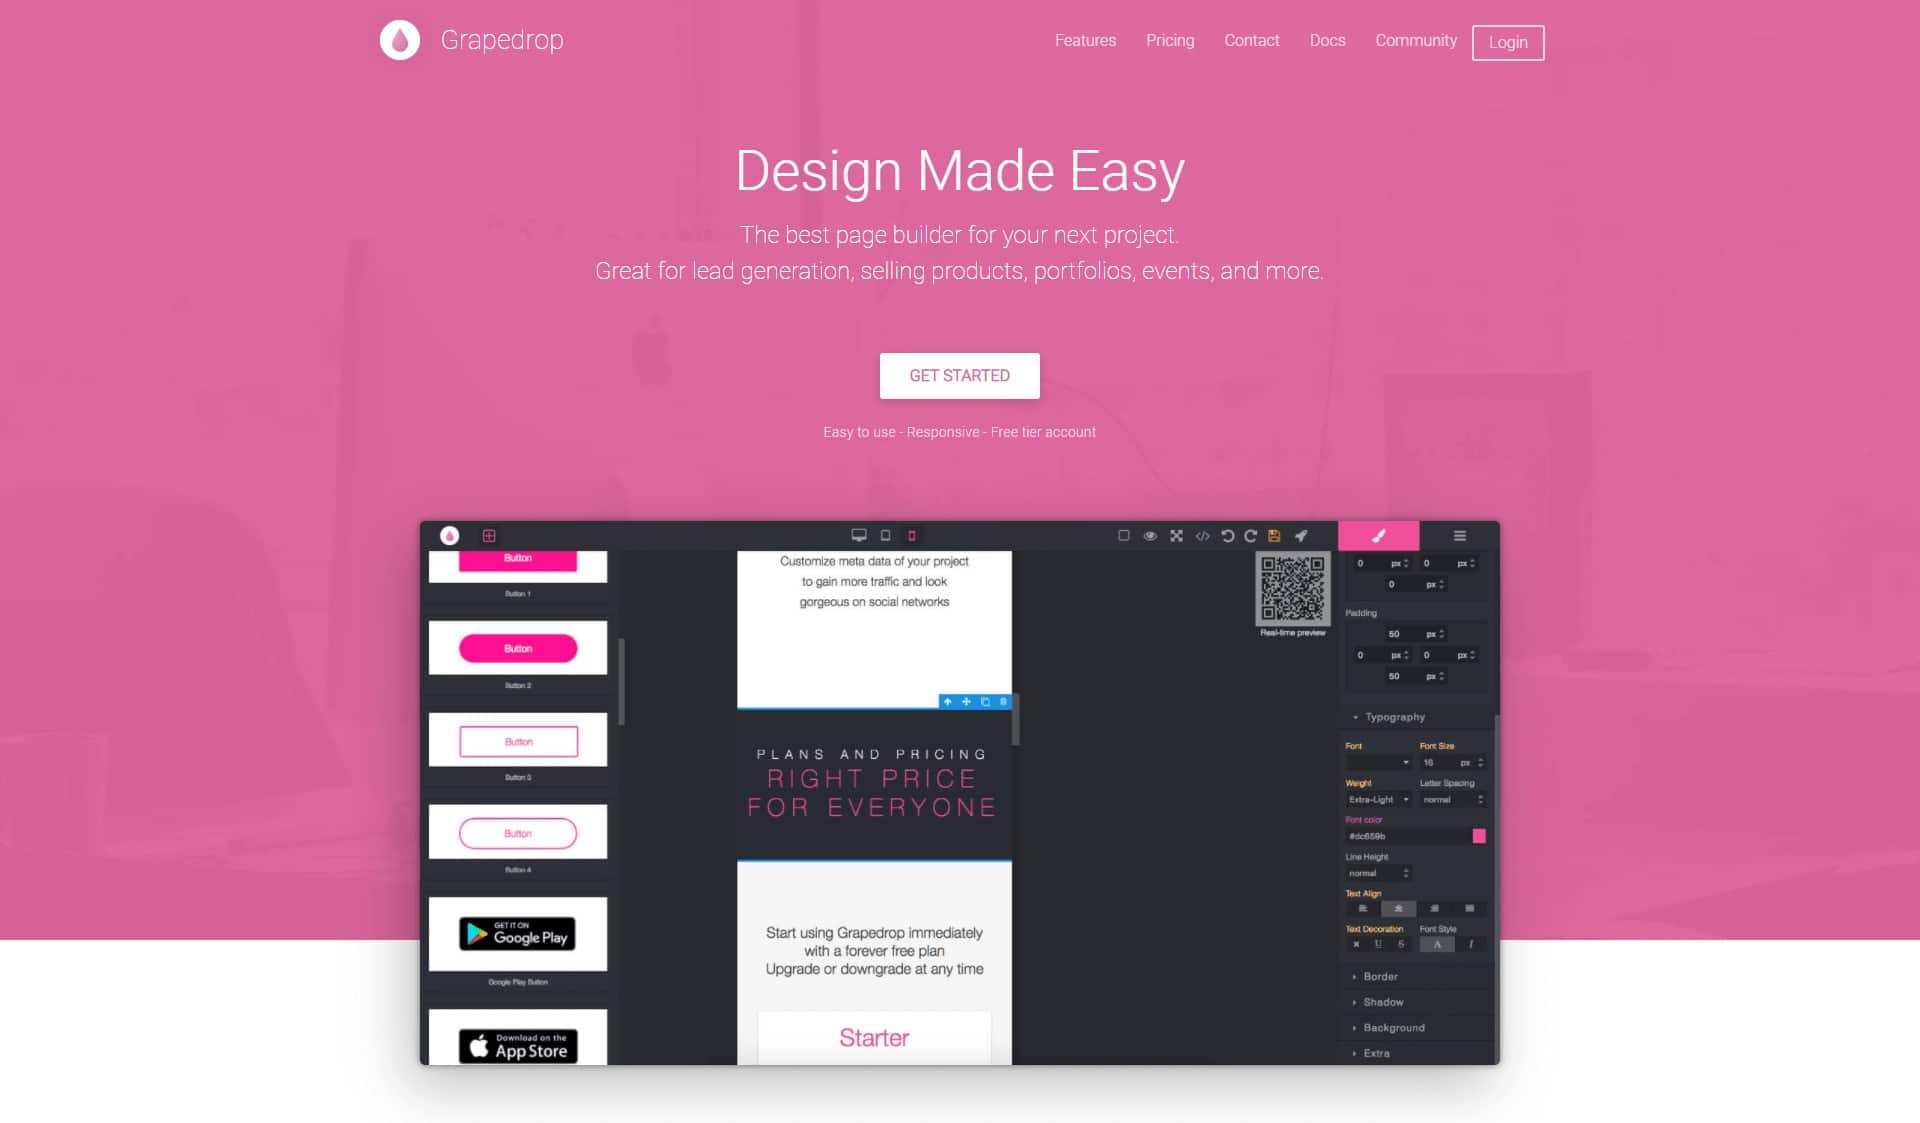 Grapedrop
Features Pricing Contact Docs Community Login
Design Made Easy
The best page builder for your next project.
Great for lead generation, selling products, portfolios, events, and more.
GET STARTED
Easy to use - Responsive - Free tier account
Button
Button 1
Button
Button 2
Button
Button 3
Button
Button 4
GET IT ON
Google Play
Google Play Button
Download on the
App Store
Customize meta data of your project
to gain more traffic and look
gorgeous on social networks
PLANS AND PRICING
RIGHT PRICE
FOR EVERYONE
Start using Grapedrop immediately
with a forever free plan
Upgrade or downgrade at any time
Starter
Real-time preview
0 px 0 px
0 px
Padding
50 px
0 px 0 px
50 px
Typography
Font Font Size
16 px
Weight Letter Spacing
Extra-Light normal
Font color
#dc659b
Line Height
normal
Text Align
Text Decoration Font Style
U S A I
Border
Shadow
Background
Extra